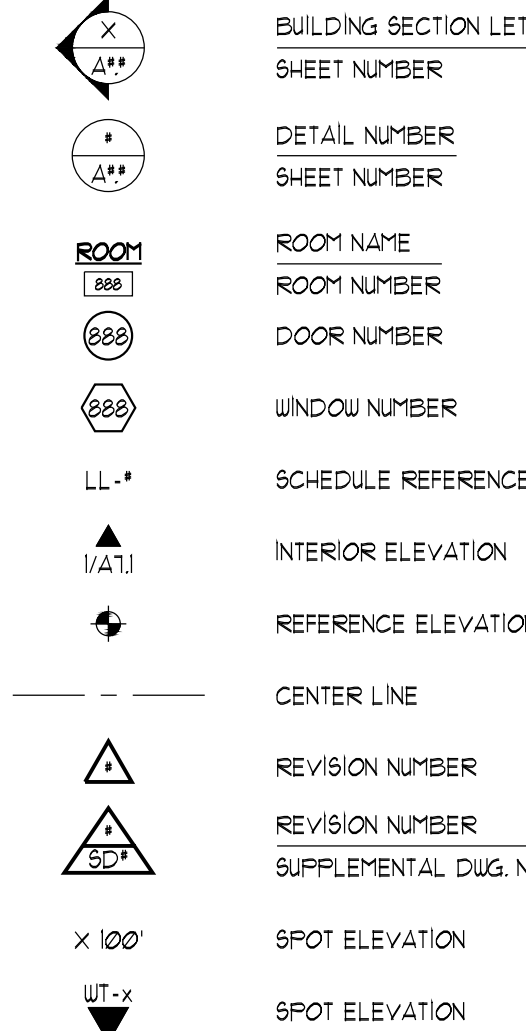 X
BUILDING SECTION LET
A#.#
SHEET NUMBER
#
DETAIL NUMBER
A#.#
SHEET NUMBER
ROOM
ROOM NAME
888
ROOM NUMBER
888
DOOR NUMBER
888
WINDOW NUMBER
LL-#
SCHEDULE REFERENCE
1/A7.1
INTERIOR ELEVATION
REFERENCE ELEVATION
CENTER LINE
#
REVISION NUMBER
#
REVISION NUMBER
SD#
SUPPLEMENTAL DWG. N
X 100'
SPOT ELEVATION
WT-x
SPOT ELEVATION